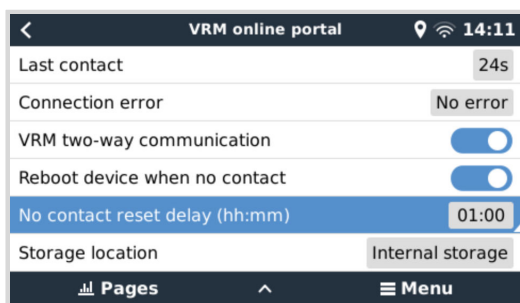 VRM online portal 14:11
Last contact 24s
Connection error No error
VRM two-way communication
Reboot device when no contact
No contact reset delay (hh:mm) 01:00
Storage location Internal storage
Pages Menu